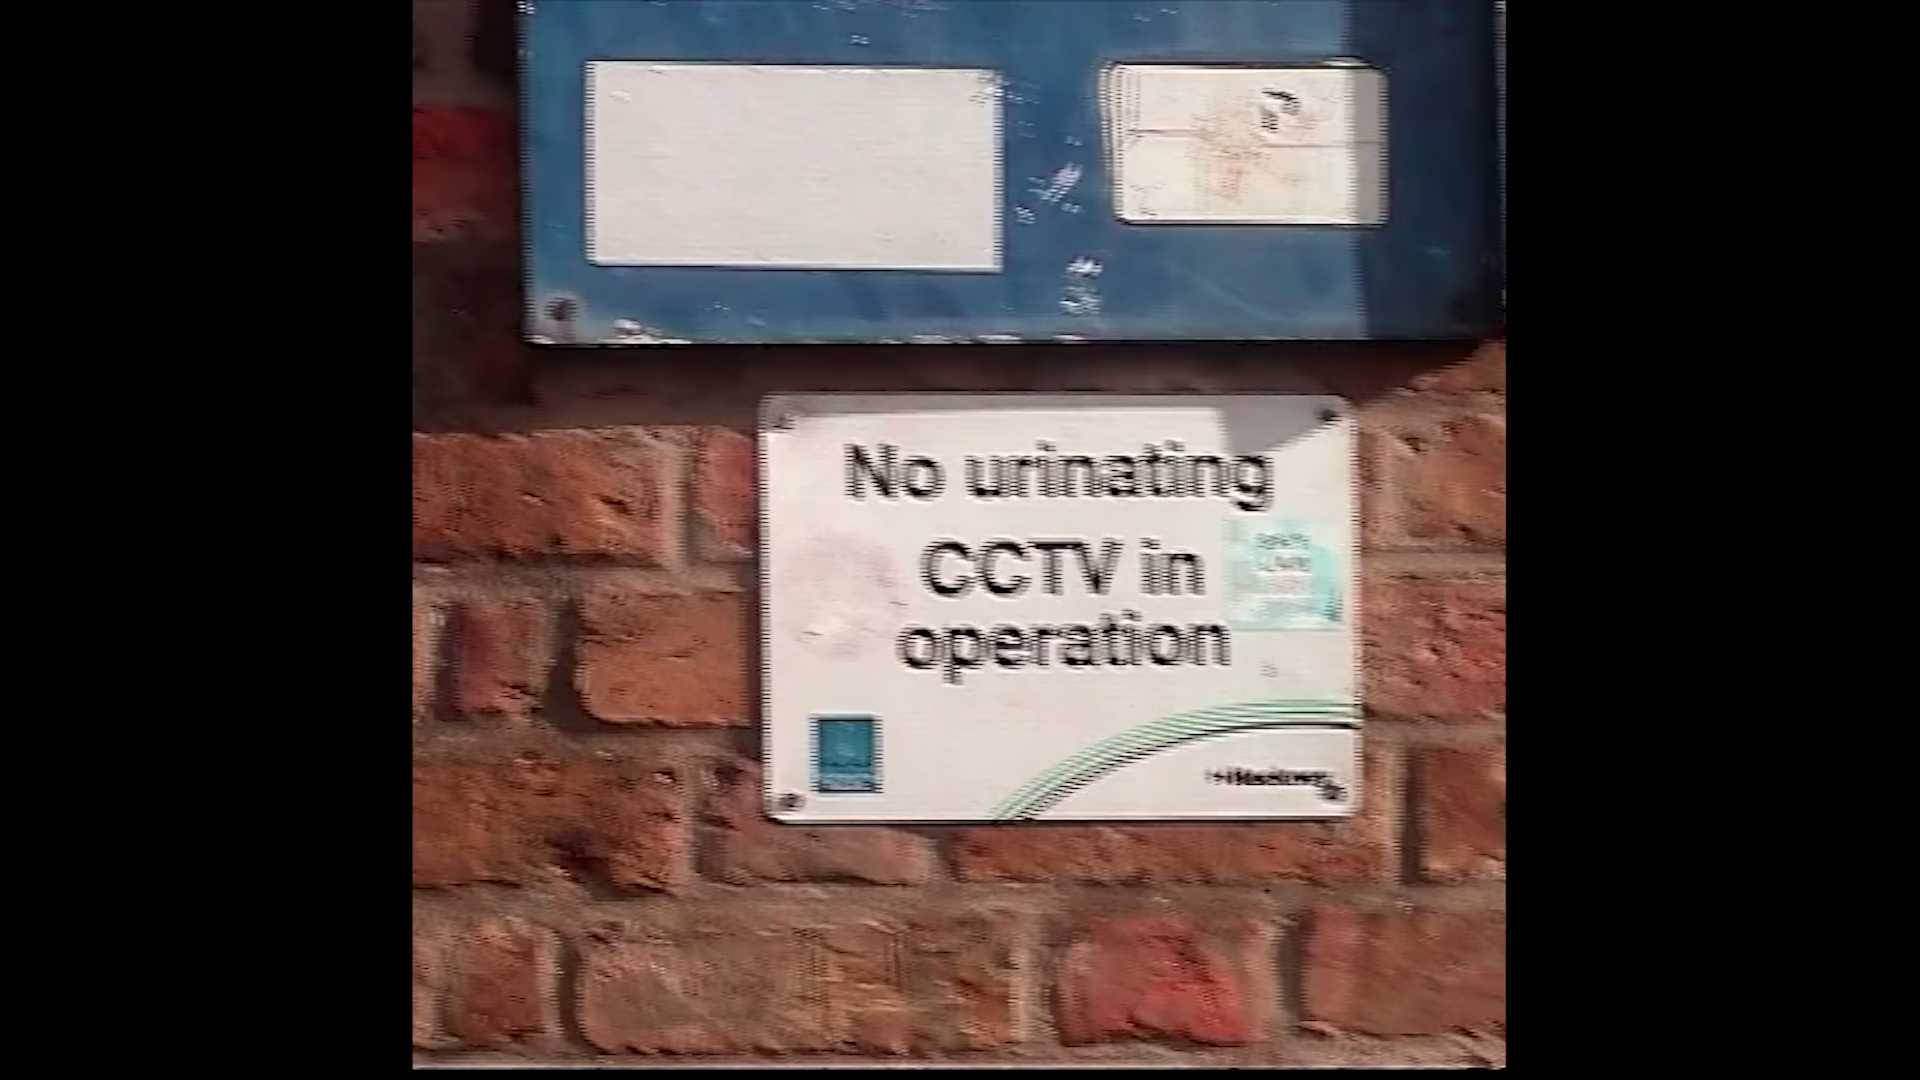 No urinating
CCTV in
operation